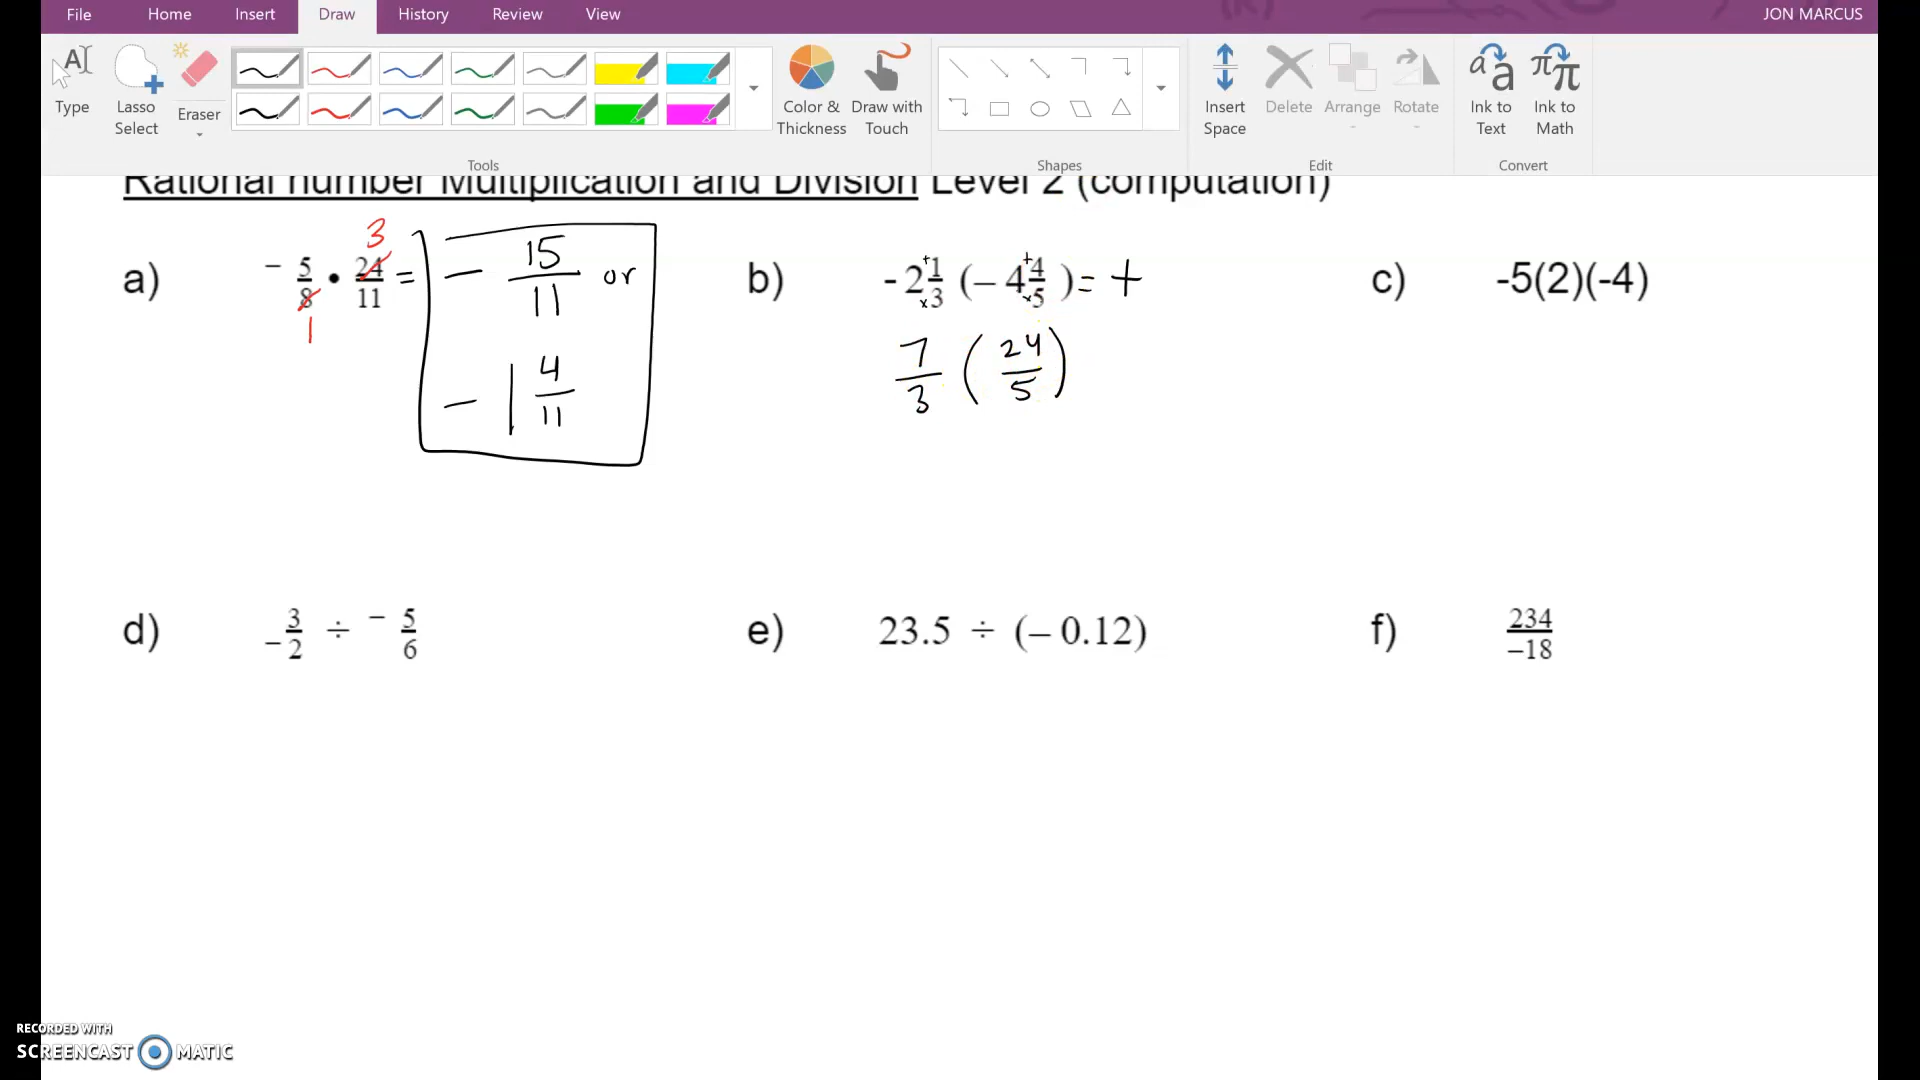 File Home Insert Draw History Review View JON MARCUS
Type Lasso Select Eraser Color & Thickness Draw with Touch Insert Space Delete Arrange Rotate Ink to Text Ink to Math
Tools Shapes Edit Convert
Rational number Multiplication and Division Level 2 (computation)
a) - 5/8 • 24/11 = - 15/11 or
3
1
- 1 4/11
b) -2 1/3 (– 4 4/5) = +
+ x + x
7/3 (24/5)
c) -5(2)(-4)
d) - 3/2 ÷ - 5/6
e) 23.5 ÷ (– 0.12)
f) 234/–18
RECORDED WITH
SCREENCAST MATIC